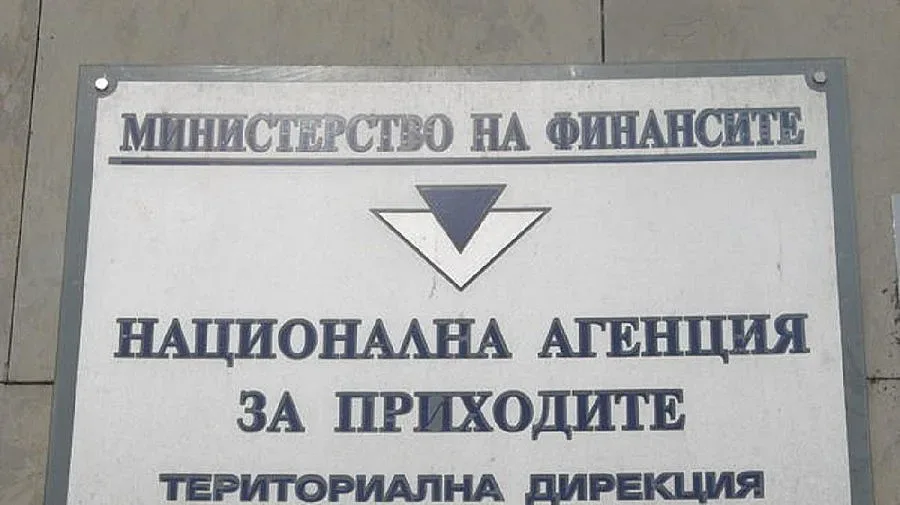 МИНИСТЕРСТВО НА ФИНАНСИТЕ
НАЦИОНАЛНА АГЕНЦИЯ
ЗА ПРИХОДИТЕ
ТЕРИТОРИАЛНА ДИРЕКЦИЯ